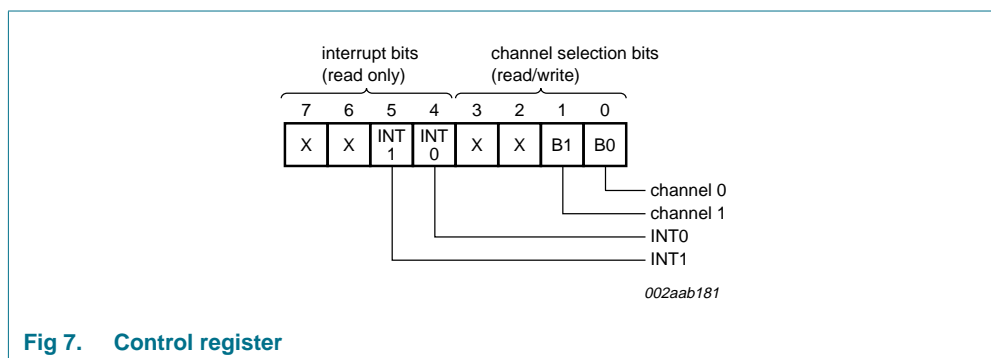 interrupt bits channel selection bits
(read only) (read/write)
7 6 5 4 3 2 1 0
X X INT 1 INT 0 X X B1 B0
channel 0
channel 1
INT0
INT1
002aab181
Fig 7. Control register